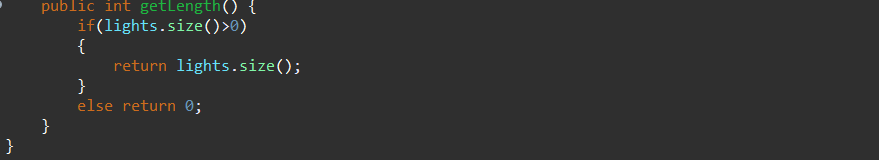 public int getLength() {
if(lights.size()>0)
{
return lights.size();
}
else return 0;
}
}